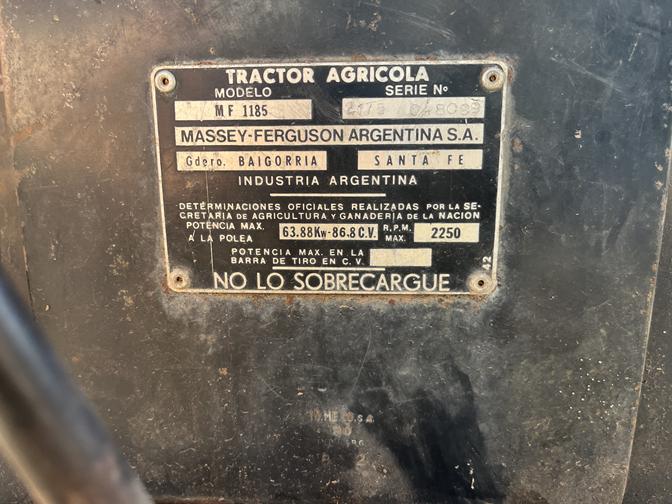 TRACTOR AGRICOLA
MODELO SERIE Nº
MF 1185
MASSEY-FERGUSON ARGENTINA S.A.
Gdero. BAIGORRIA SANTA FE
INDUSTRIA ARGENTINA
DETERMINACIONES OFICIALES REALIZADAS POR LA SE-
CRETARIA DE AGRICULTURA Y GANADERIA DE LA NACION
POTENCIA MAX. A LA POLEA 63.88Kw-86.8C.V. R.P.M. MAX. 2250
POTENCIA MAX. EN LA
BARRA DE TIRO EN C.V.
NO LO SOBRECARGUE
42